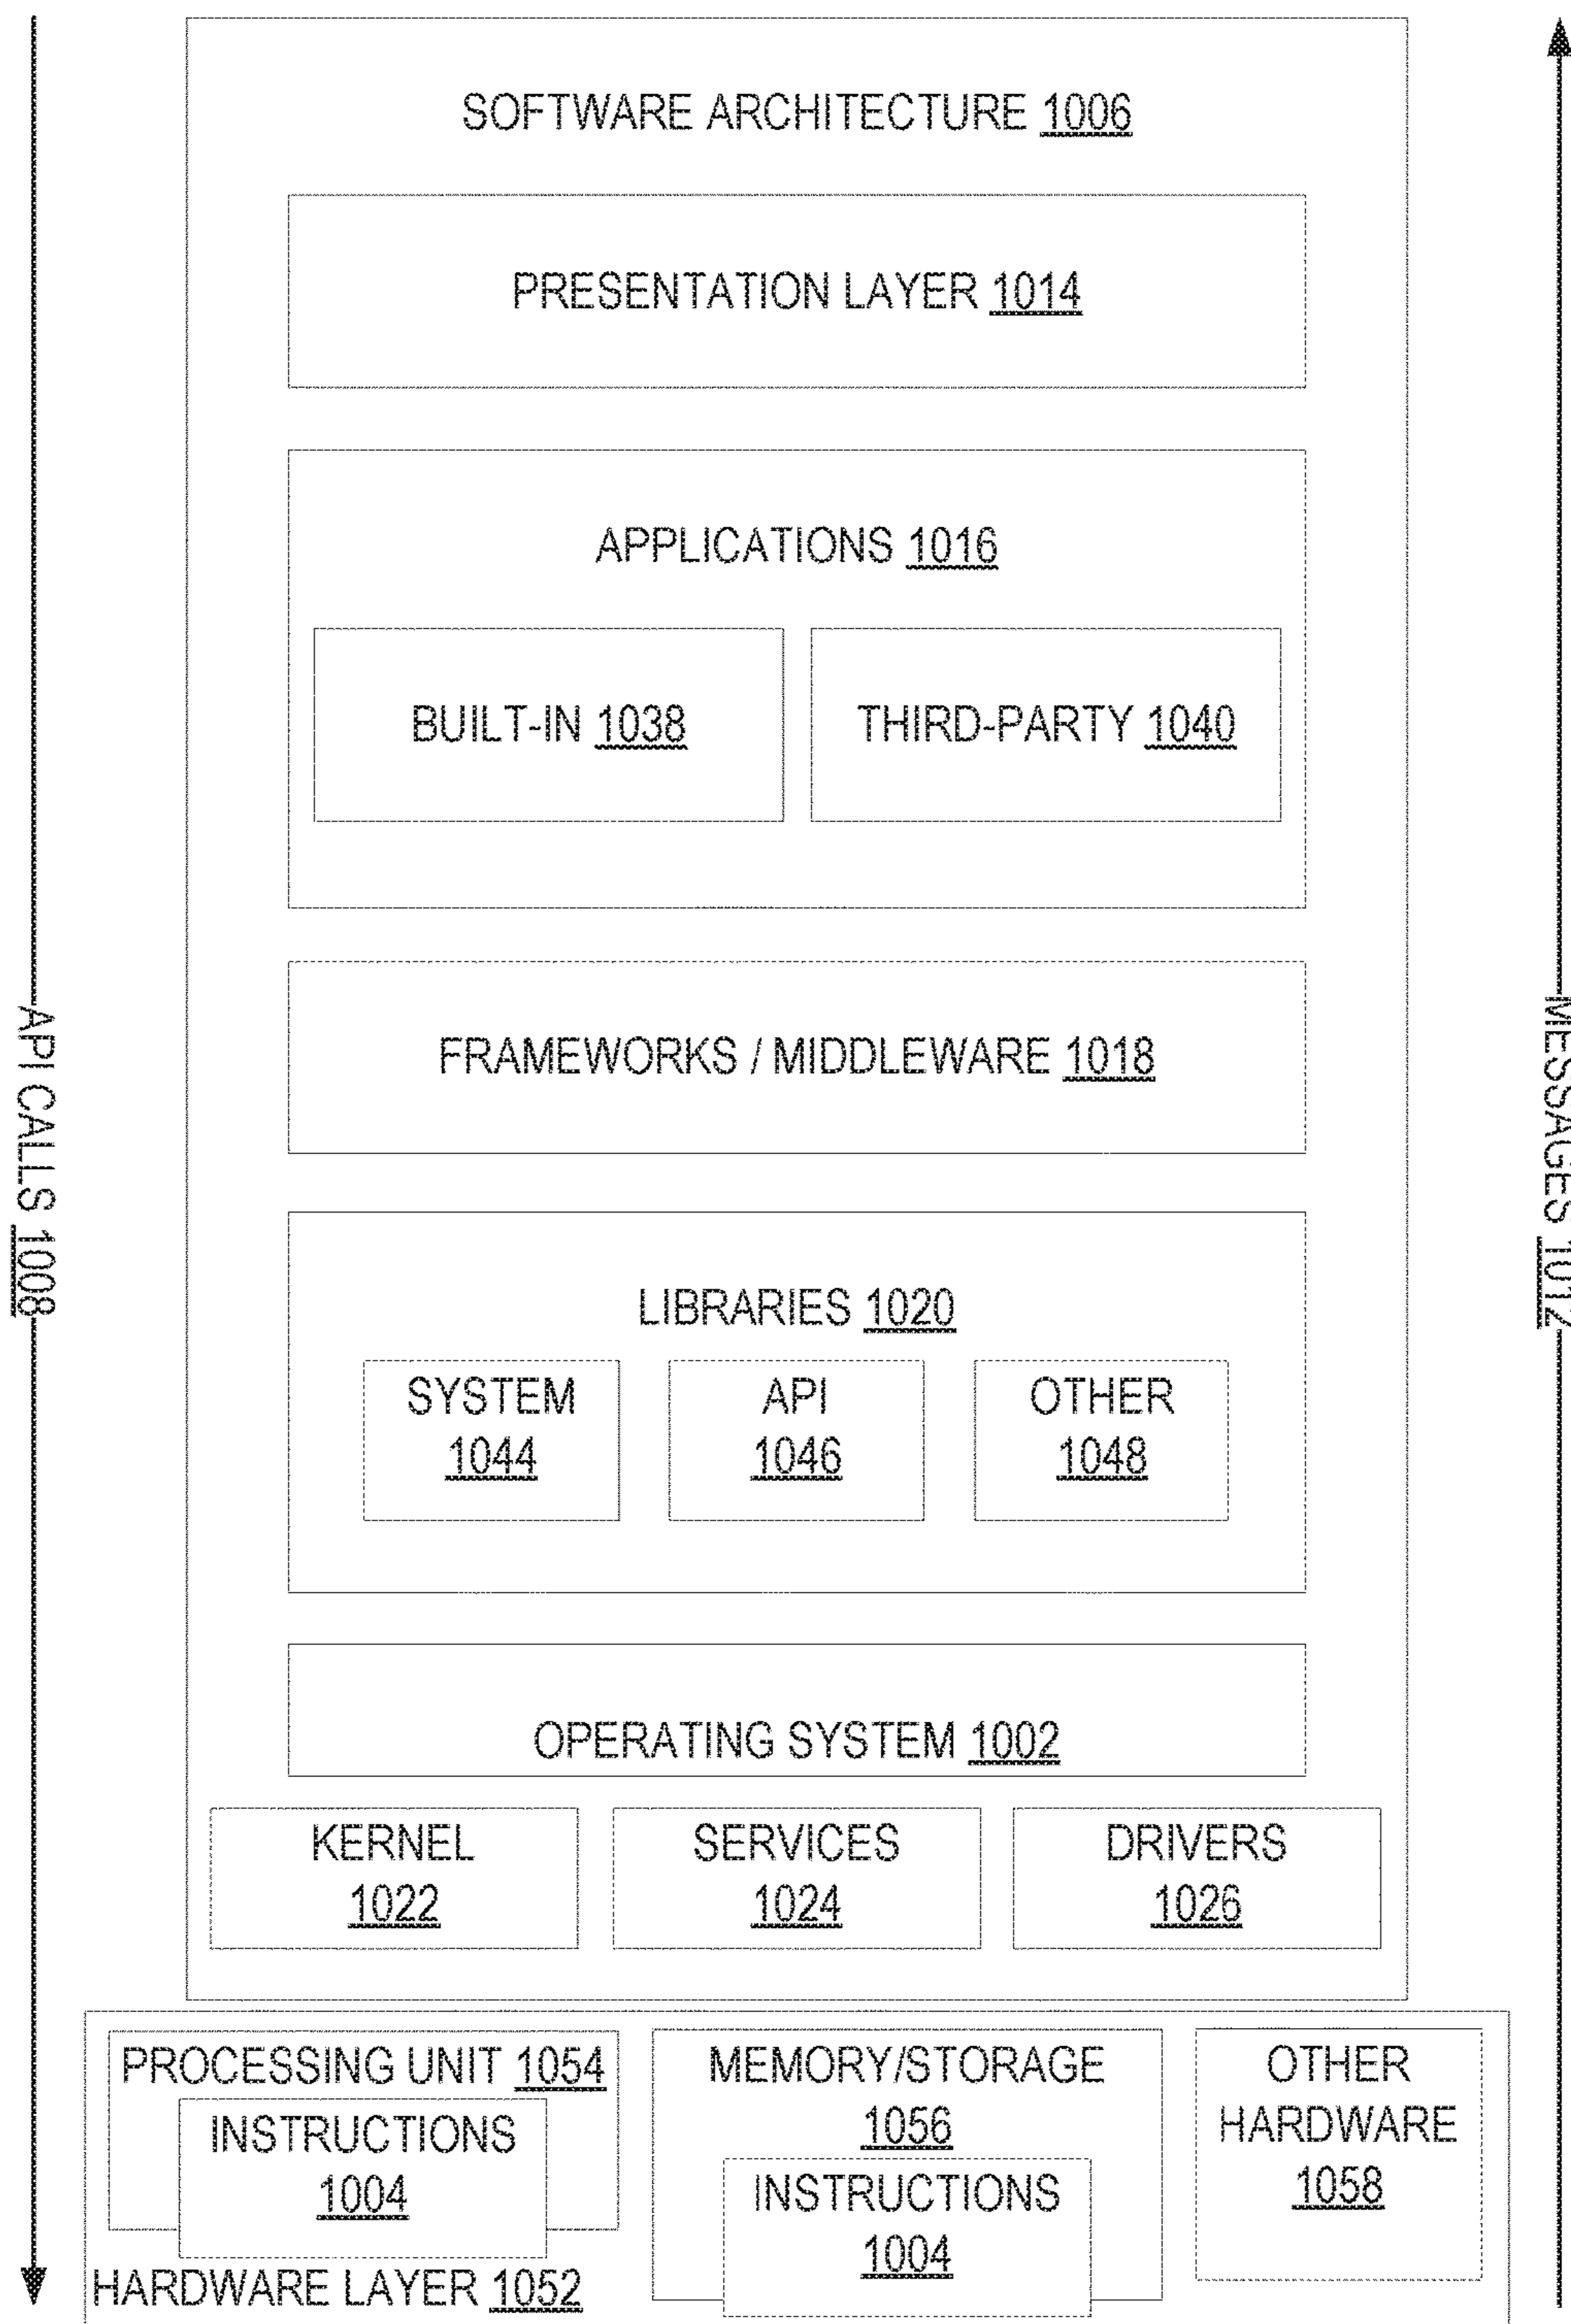 SOFTWARE ARCHITECTURE 1006
PRESENTATION LAYER 1014
APPLICATIONS 1016
BUILT-IN 1038
THIRD-PARTY 1040
FRAMEWORKS / MIDDLEWARE 1018
API CALLS 1008
MESSAGES 1012
LIBRARIES 1020
SYSTEM
1044
API
1046
OTHER
1048
OPERATING SYSTEM 1002
KERNEL
1022
SERVICES
1024
DRIVERS
1026
PROCESSING UNIT 1054
INSTRUCTIONS
1004
MEMORY/STORAGE
1056
INSTRUCTIONS
1004
OTHER
HARDWARE
1058
HARDWARE LAYER 1052